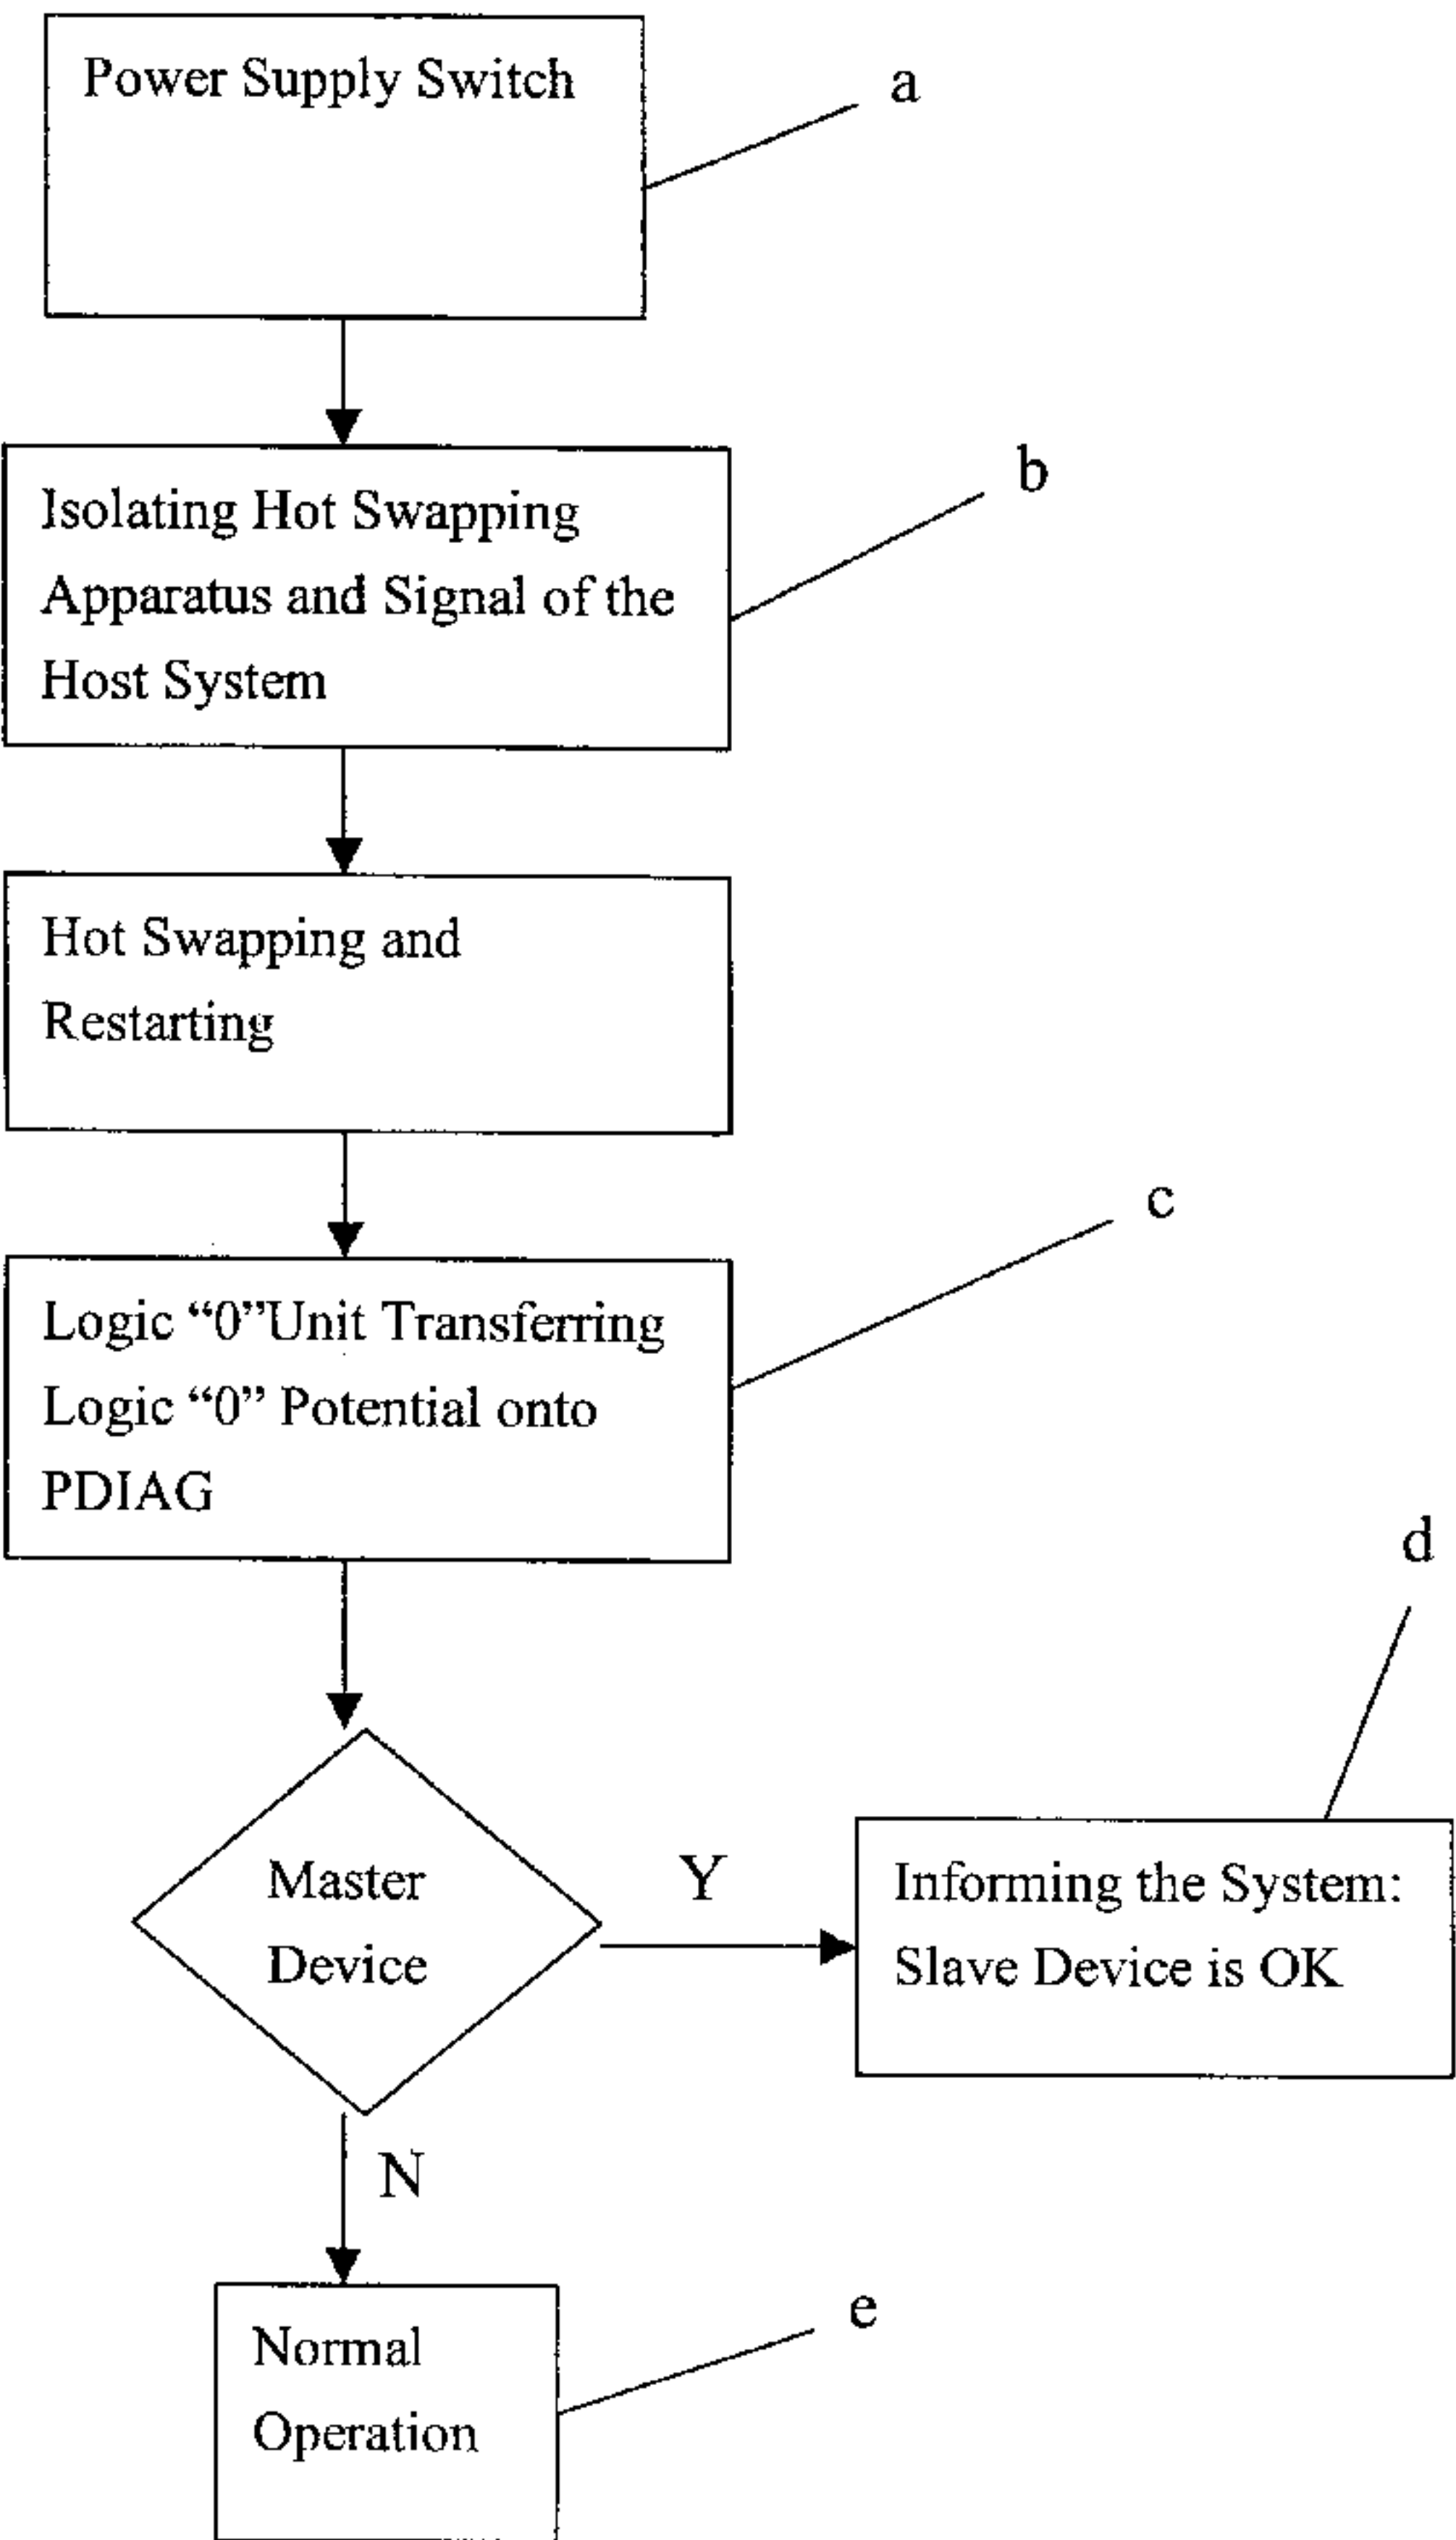 Power Supply Switch
a
Isolating Hot Swapping
Apparatus and Signal of the
Host System
b
Hot Swapping and
Restarting
Logic “0”Unit Transferring
Logic “0” Potential onto
PDIAG
c
Master
Device
Y
Informing the System:
Slave Device is OK
d
N
Normal
Operation
e